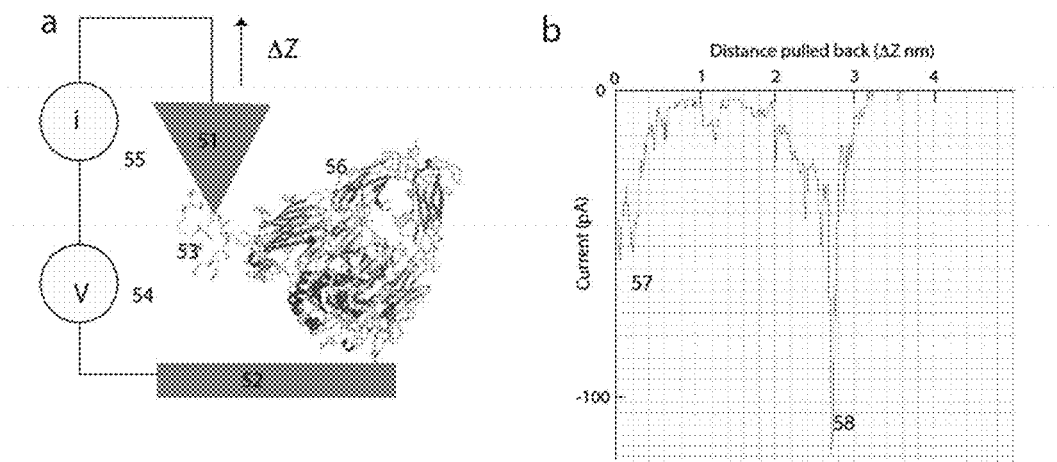 a
ΔZ
I
51
55
56
53
V
54
52
b
Distance pulled back (ΔZ nm)
0 1 2 3 4
0
Current (pA)
57
-100
58